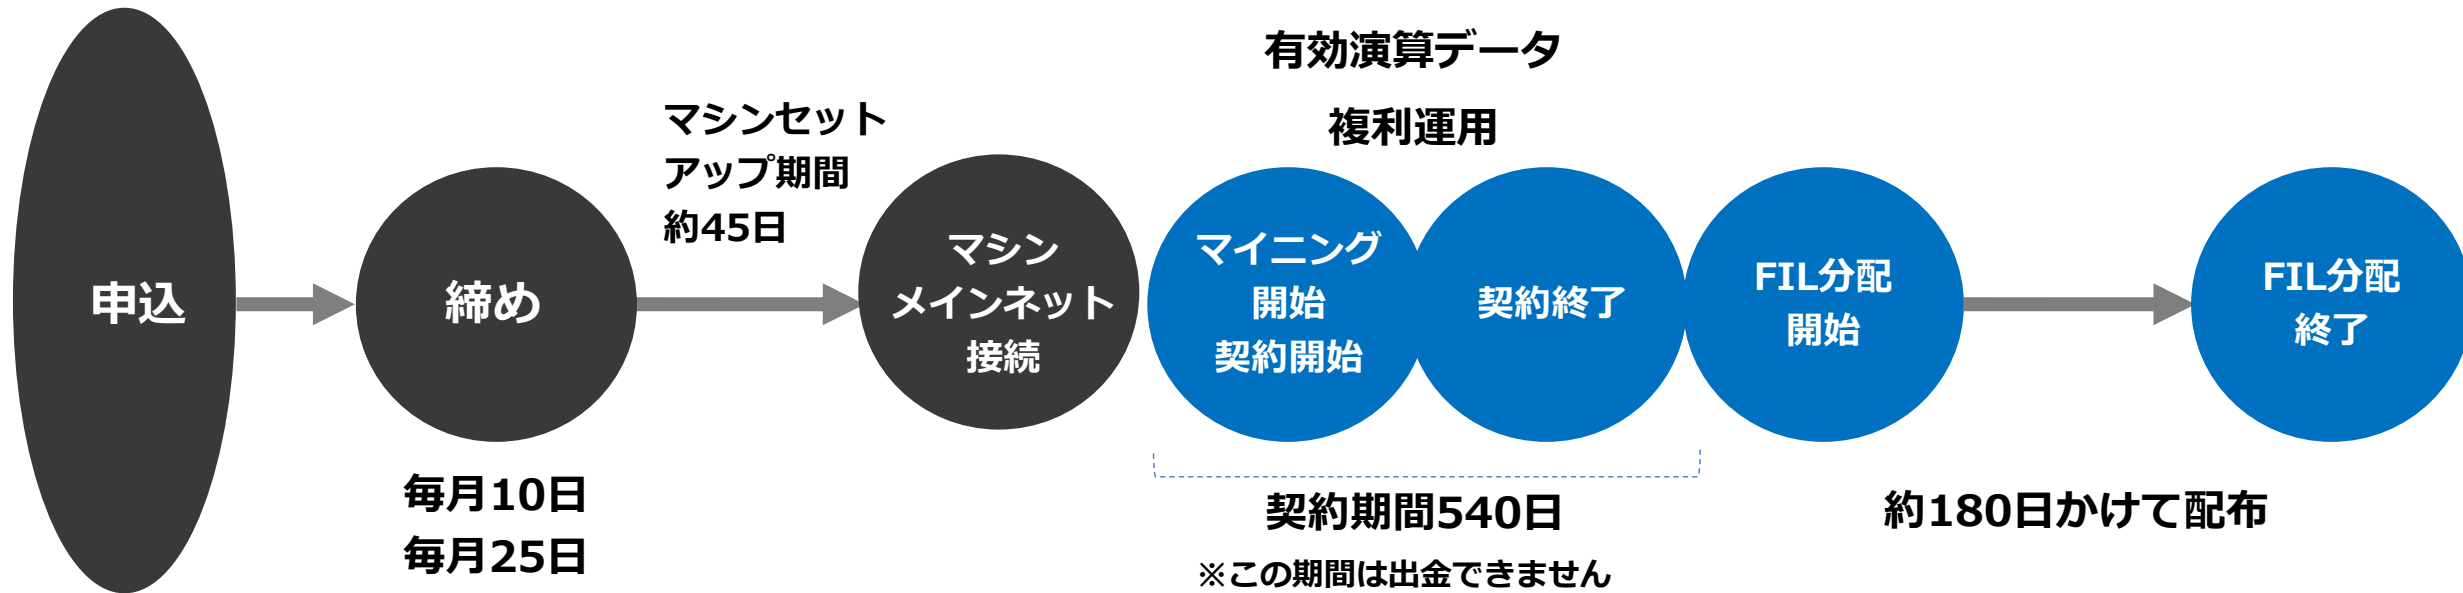 申込
締め
毎月10日
毎月25日
マシンセット
アップ期間
約45日
マシン
メインネット
接続
有効演算データ
複利運用
マイニング
開始
契約開始
契約終了
契約期間540日
※この期間は出金できません
FIL分配
開始
約180日かけて配布
FIL分配
終了